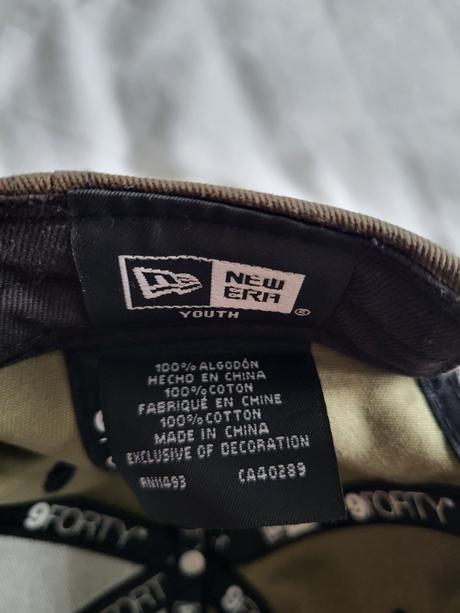 NE NEW ERA
YOUTH ®
100% ALGODÓN
HECHO EN CHINA
100% COTON
FABRIQUÉ EN CHINE
100% COTTON
MADE IN CHINA
EXCLUSIVE OF DECORATION
RN11493 CA40289
9FORTY
9FORTY